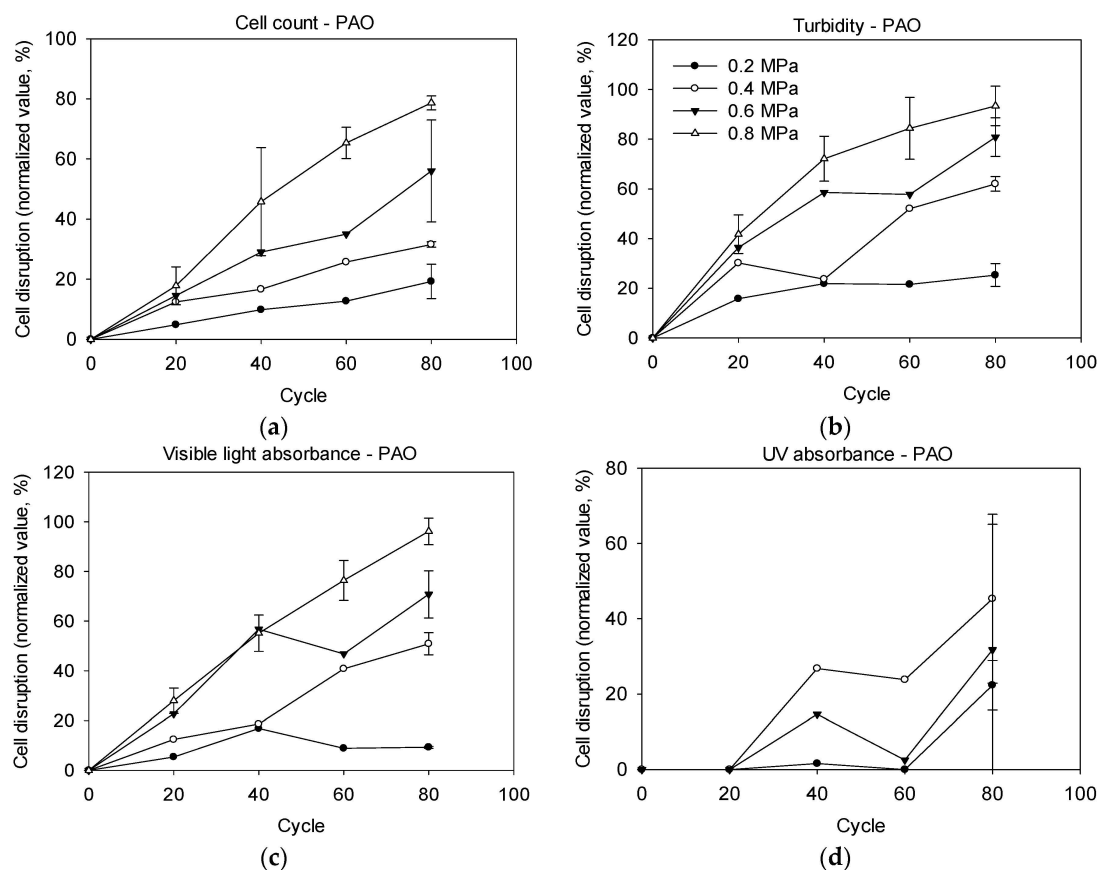 Cell count - PAO
Cell disruption (normalized value, %)
100
80
60
40
20
0
0 20 40 60 80 100
Cycle
(a)
Turbidity - PAO
Cell disruption (normalized value, %)
120
100
80
60
40
20
0
0.2 MPa
0.4 MPa
0.6 MPa
0.8 MPa
0 20 40 60 80 100
Cycle
(b)
Visible light absorbance - PAO
Cell disruption (normalized value, %)
120
100
80
60
40
20
0
0 20 40 60 80 100
Cycle
(c)
UV absorbance - PAO
Cell disruption (normalized value, %)
80
60
40
20
0
0 20 40 60 80 100
Cycle
(d)